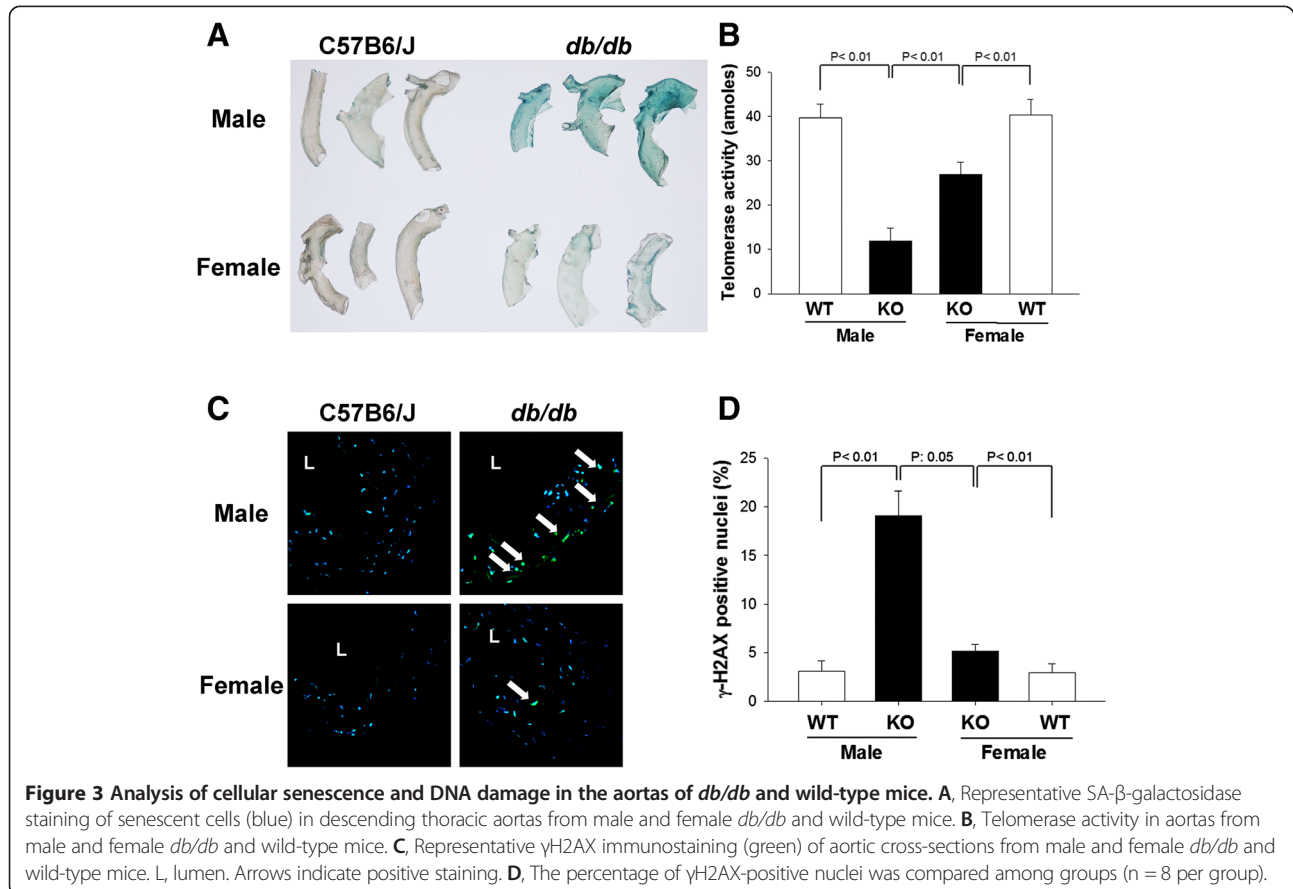 A
C57B6/J db/db
Male
Female
B
P< 0.01 P< 0.01 P< 0.01
Telomerase activity (amoles)
50
40
30
20
10
0
WT KO KO WT
Male Female
C
C57B6/J db/db
Male
L L
Female
L L
D
P< 0.01 P: 0.05 P< 0.01
γ-H2AX positive nuclei (%)
25
20
15
10
5
0
WT KO KO WT
Male Female
Figure 3 Analysis of cellular senescence and DNA damage in the aortas of db/db and wild-type mice. A, Representative SA-β-galactosidase
staining of senescent cells (blue) in descending thoracic aortas from male and female db/db and wild-type mice. B, Telomerase activity in aortas from
male and female db/db and wild-type mice. C, Representative γH2AX immunostaining (green) of aortic cross-sections from male and female db/db and
wild-type mice. L, lumen. Arrows indicate positive staining. D, The percentage of γH2AX-positive nuclei was compared among groups (n = 8 per group).